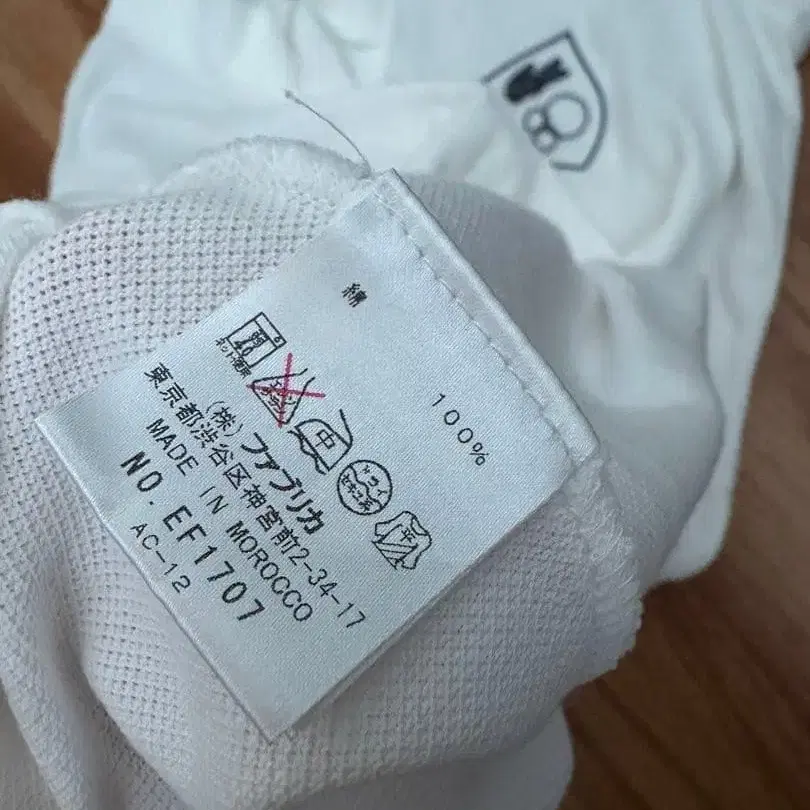 綿 100%
中
(株) ファブリカ
東京都渋谷区神宮前2-34-17
MADE IN MOROCCO
NO. EF1707
AC-12